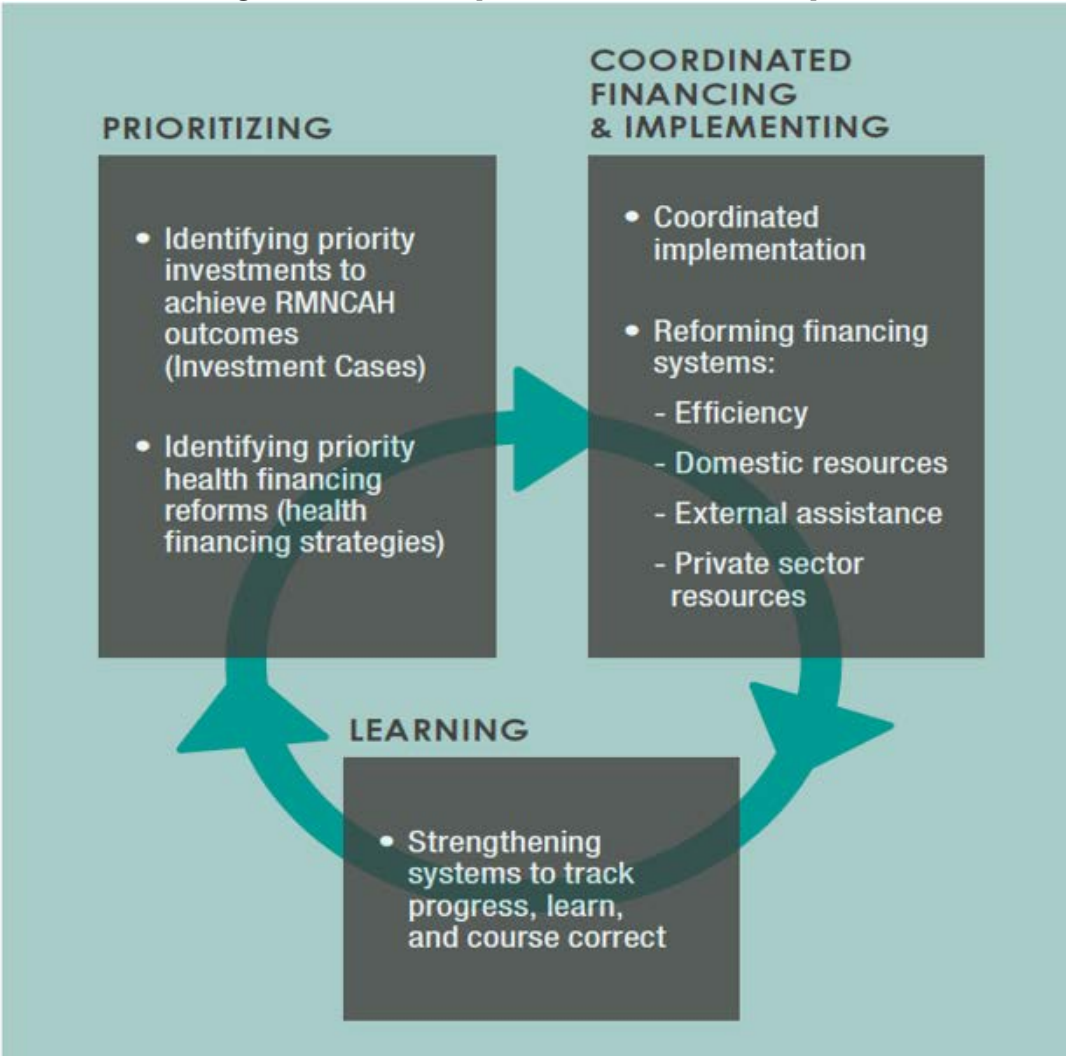 PRIORITIZING
• Identifying priority
investments to
achieve RMNCAH
outcomes
(Investment Cases)
• Identifying priority
health financing
reforms (health
financing strategies)
COORDINATED
FINANCING
& IMPLEMENTING
• Coordinated
implementation
• Reforming financing
systems:
- Efficiency
- Domestic resources
- External assistance
- Private sector
resources
LEARNING
• Strengthening
systems to track
progress, learn,
and course correct